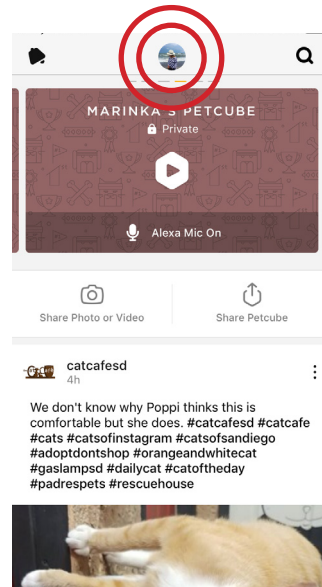 MARINKA'S PETCUBE
Private
Alexa Mic On
Share Photo or Video
Share Petcube
catcafesd
4h
We don't know why Poppi thinks this is
comfortable but she does. #catcafesd #catcafe
#cats #catsofinstagram #catsofsandiego
#adoptdontshop #orangeandwhitecat
#gaslampsd #dailycat #catoftheday
#padrespets #rescuehouse